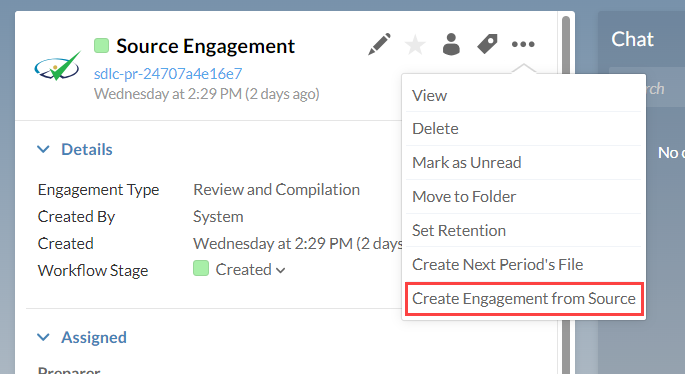 Source Engagement
sdlc-pr-24707a4e16e7
Wednesday at 2:29 PM (2 days ago)
Chat
rch
No
View
Delete
Mark as Unread
Move to Folder
Set Retention
Create Next Period's File
Create Engagement from Source
Details
Engagement Type Review and Compilation
Created By System
Created Wednesday at 2:29 PM (2 days
Workflow Stage Created
Assigned
Preparer